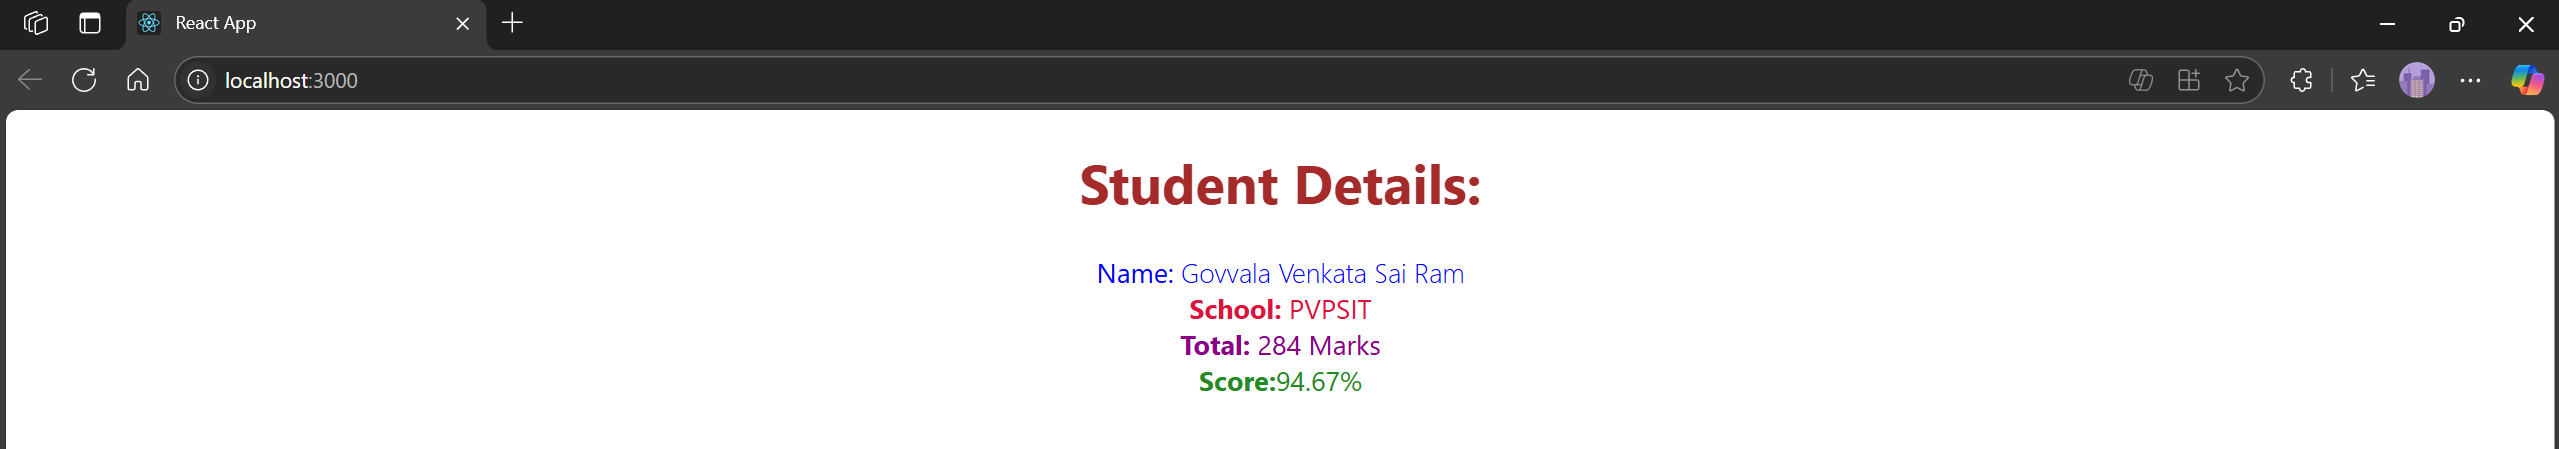 React App
localhost:3000
Student Details:
Name: Govvala Venkata Sai Ram
School: PVPSIT
Total: 284 Marks
Score:94.67%